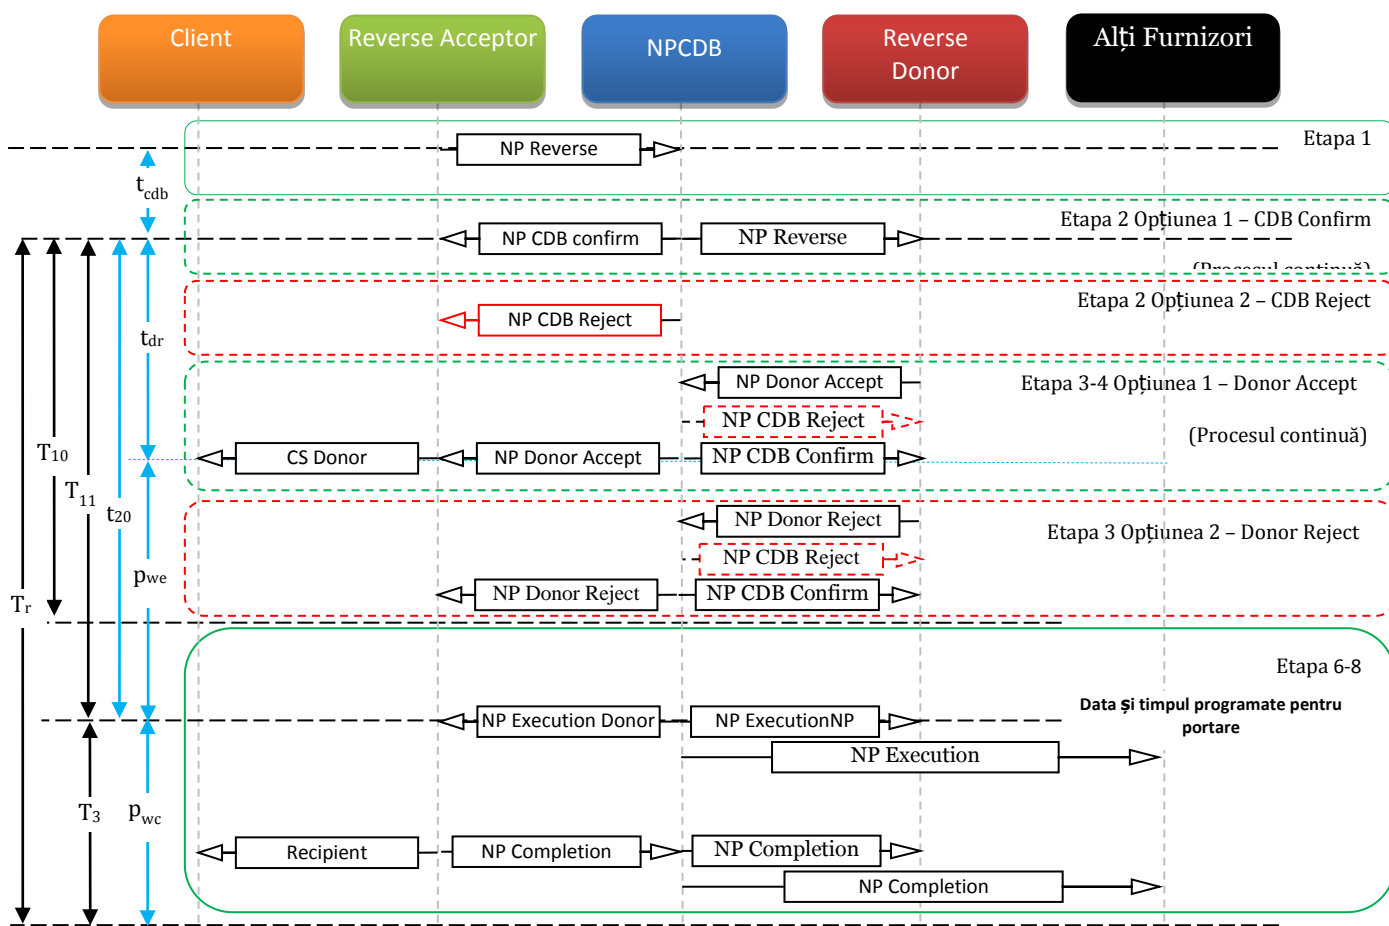 Client
Reverse Acceptor
NPCDB
Reverse
Donor
Alți Furnizori
Etapa 1
NP Reverse
t cdb
Etapa 2 Opțiunea 1 – CDB Confirm
NP CDB confirm
NP Reverse
(Procesul continuă)
Etapa 2 Opțiunea 2 – CDB Reject
NP CDB Reject
t dr
NP Donor Accept
Etapa 3-4 Opțiunea 1 – Donor Accept
NP CDB Reject
(Procesul continuă)
T10
CS Donor
NP Donor Accept
NP CDB Confirm
T11
t20
NP Donor Reject
Etapa 3 Opțiunea 2 – Donor Reject
NP CDB Reject
pwe
NP Donor Reject
NP CDB Confirm
Tr
Etapa 6-8
NP Execution Donor
NP ExecutionNP
Data și timpul programate pentru
portare
NP Execution
T3
pwc
Recipient
NP Completion
NP Completion
NP Completion